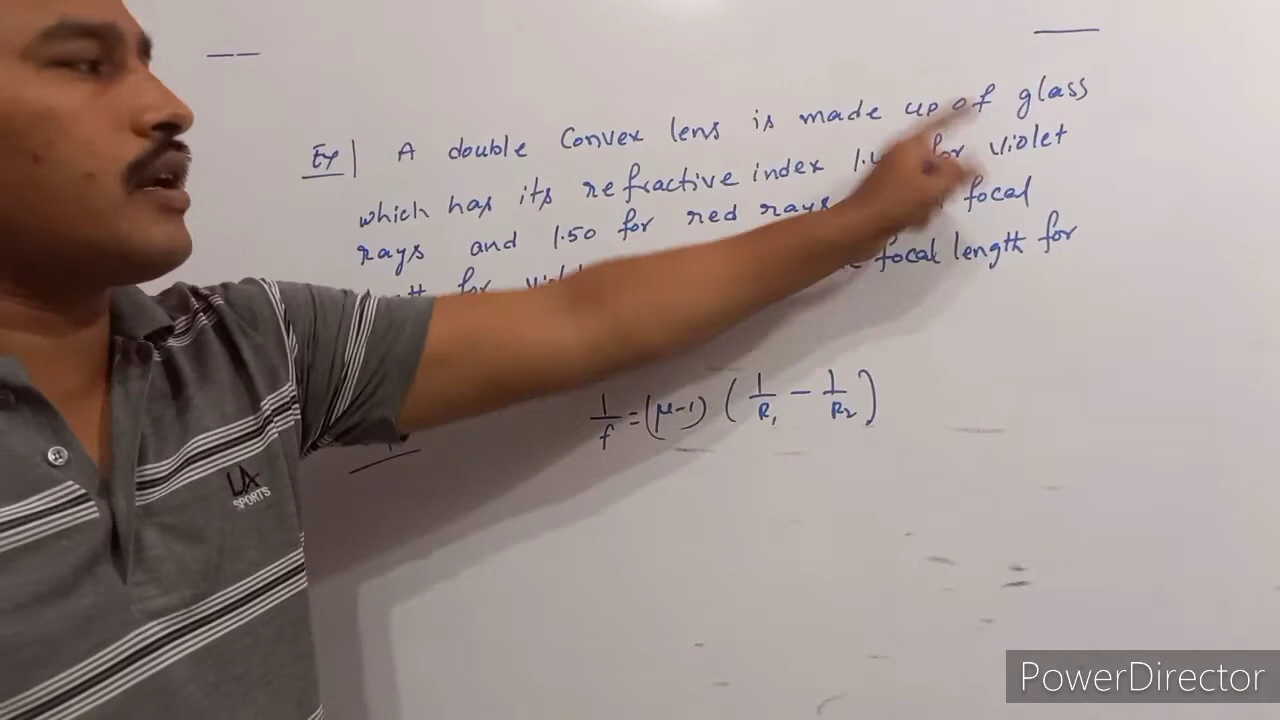 Ex| A double Convex lens is made up of glass
which has its refractive index 1.4 for violet
rays and 1.50 for red rays focal
for focal length for
1/f = (μ-1) (1/R₁ - 1/R₂)
LA
SPORTS
PowerDirector